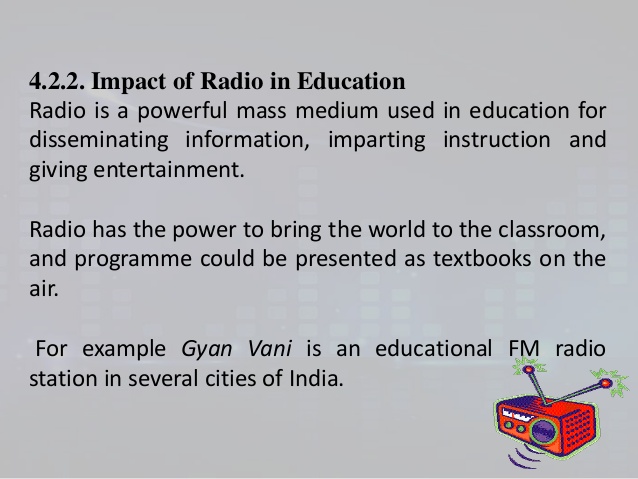 4.2.2. Impact of Radio in Education
Radio is a powerful mass medium used in education for
disseminating information, imparting instruction and
giving entertainment.
Radio has the power to bring the world to the classroom,
and programme could be presented as textbooks on the
air.
For example Gyan Vani is an educational FM radio
station in several cities of India.